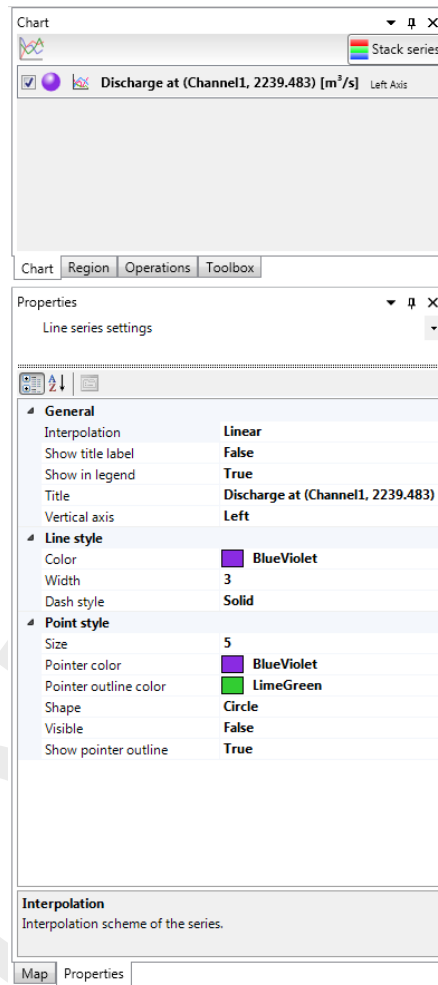 Chart
Stack series
Discharge at (Channel1, 2239.483) [m³/s] Left Axis
Chart Region Operations Toolbox
Properties
Line series settings
General
Interpolation Linear
Show title label False
Show in legend True
Title Discharge at (Channel1, 2239.483)
Vertical axis Left
Line style
Color BlueViolet
Width 3
Dash style Solid
Point style
Size 5
Pointer color BlueViolet
Pointer outline color LimeGreen
Shape Circle
Visible False
Show pointer outline True
Interpolation
Interpolation scheme of the series.
Map Properties